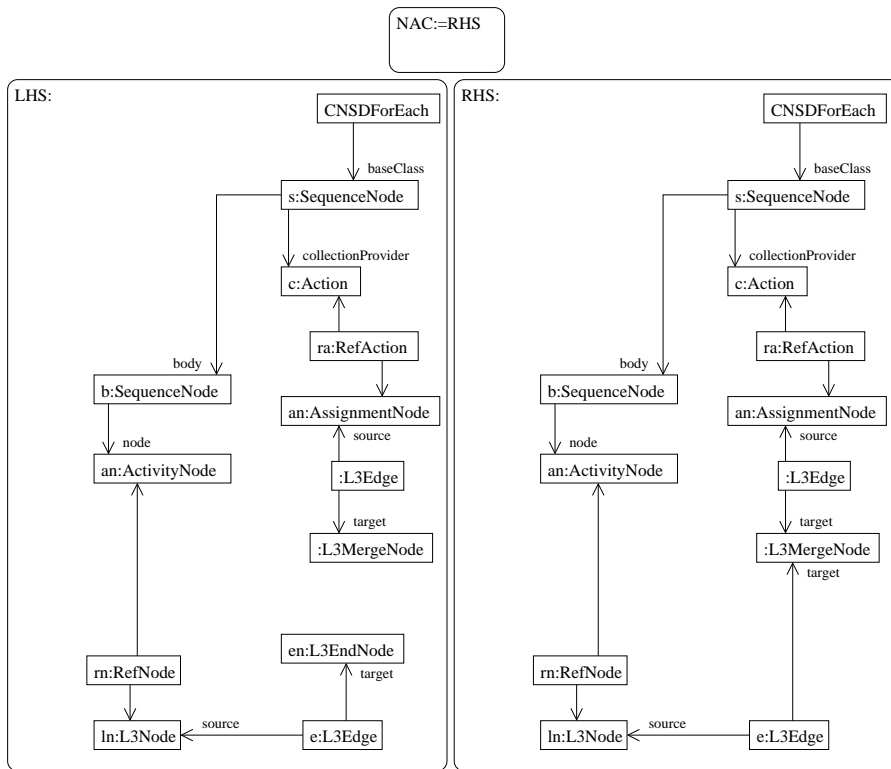 NAC:=RHS
LHS:
CNSDForEach
baseClass
s:SequenceNode
collectionProvider
c:Action
ra:RefAction
body
b:SequenceNode
an:AssignmentNode
node
source
an:ActivityNode
:L3Edge
target
:L3MergeNode
en:L3EndNode
rn:RefNode
target
source
ln:L3Node
e:L3Edge
RHS:
CNSDForEach
baseClass
s:SequenceNode
collectionProvider
c:Action
ra:RefAction
body
b:SequenceNode
an:AssignmentNode
node
source
an:ActivityNode
:L3Edge
target
:L3MergeNode
target
rn:RefNode
source
ln:L3Node
e:L3Edge